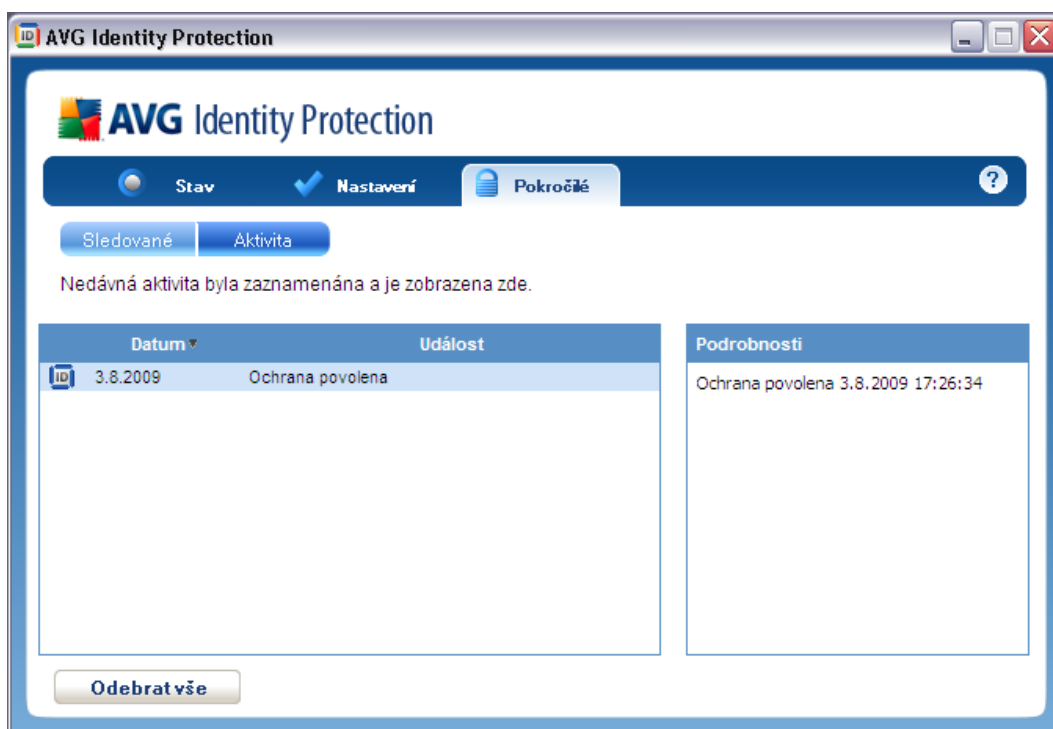 AVG Identity Protection
AVG Identity Protection
Stav Nastavení Pokročilé ?
Sledované Aktivita
Nedávná aktivita byla zaznamenána a je zobrazena zde.
Datum Událost Podrobnosti
ID 3.8.2009 Ochrana povolena
Ochrana povolena 3.8.2009 17:26:34
Odebrat vše